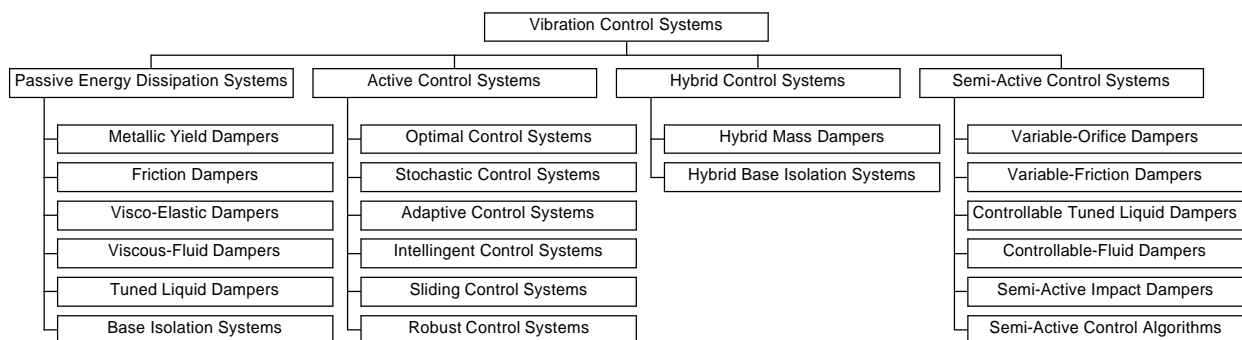 Vibration Control Systems
Passive Energy Dissipation Systems
Active Control Systems
Hybrid Control Systems
Semi-Active Control Systems
Metallic Yield Dampers
Friction Dampers
Visco-Elastic Dampers
Viscous-Fluid Dampers
Tuned Liquid Dampers
Base Isolation Systems
Optimal Control Systems
Stochastic Control Systems
Adaptive Control Systems
Intellingent Control Systems
Sliding Control Systems
Robust Control Systems
Hybrid Mass Dampers
Hybrid Base Isolation Systems
Variable-Orifice Dampers
Variable-Friction Dampers
Controllable Tuned Liquid Dampers
Controllable-Fluid Dampers
Semi-Active Impact Dampers
Semi-Active Control Algorithms